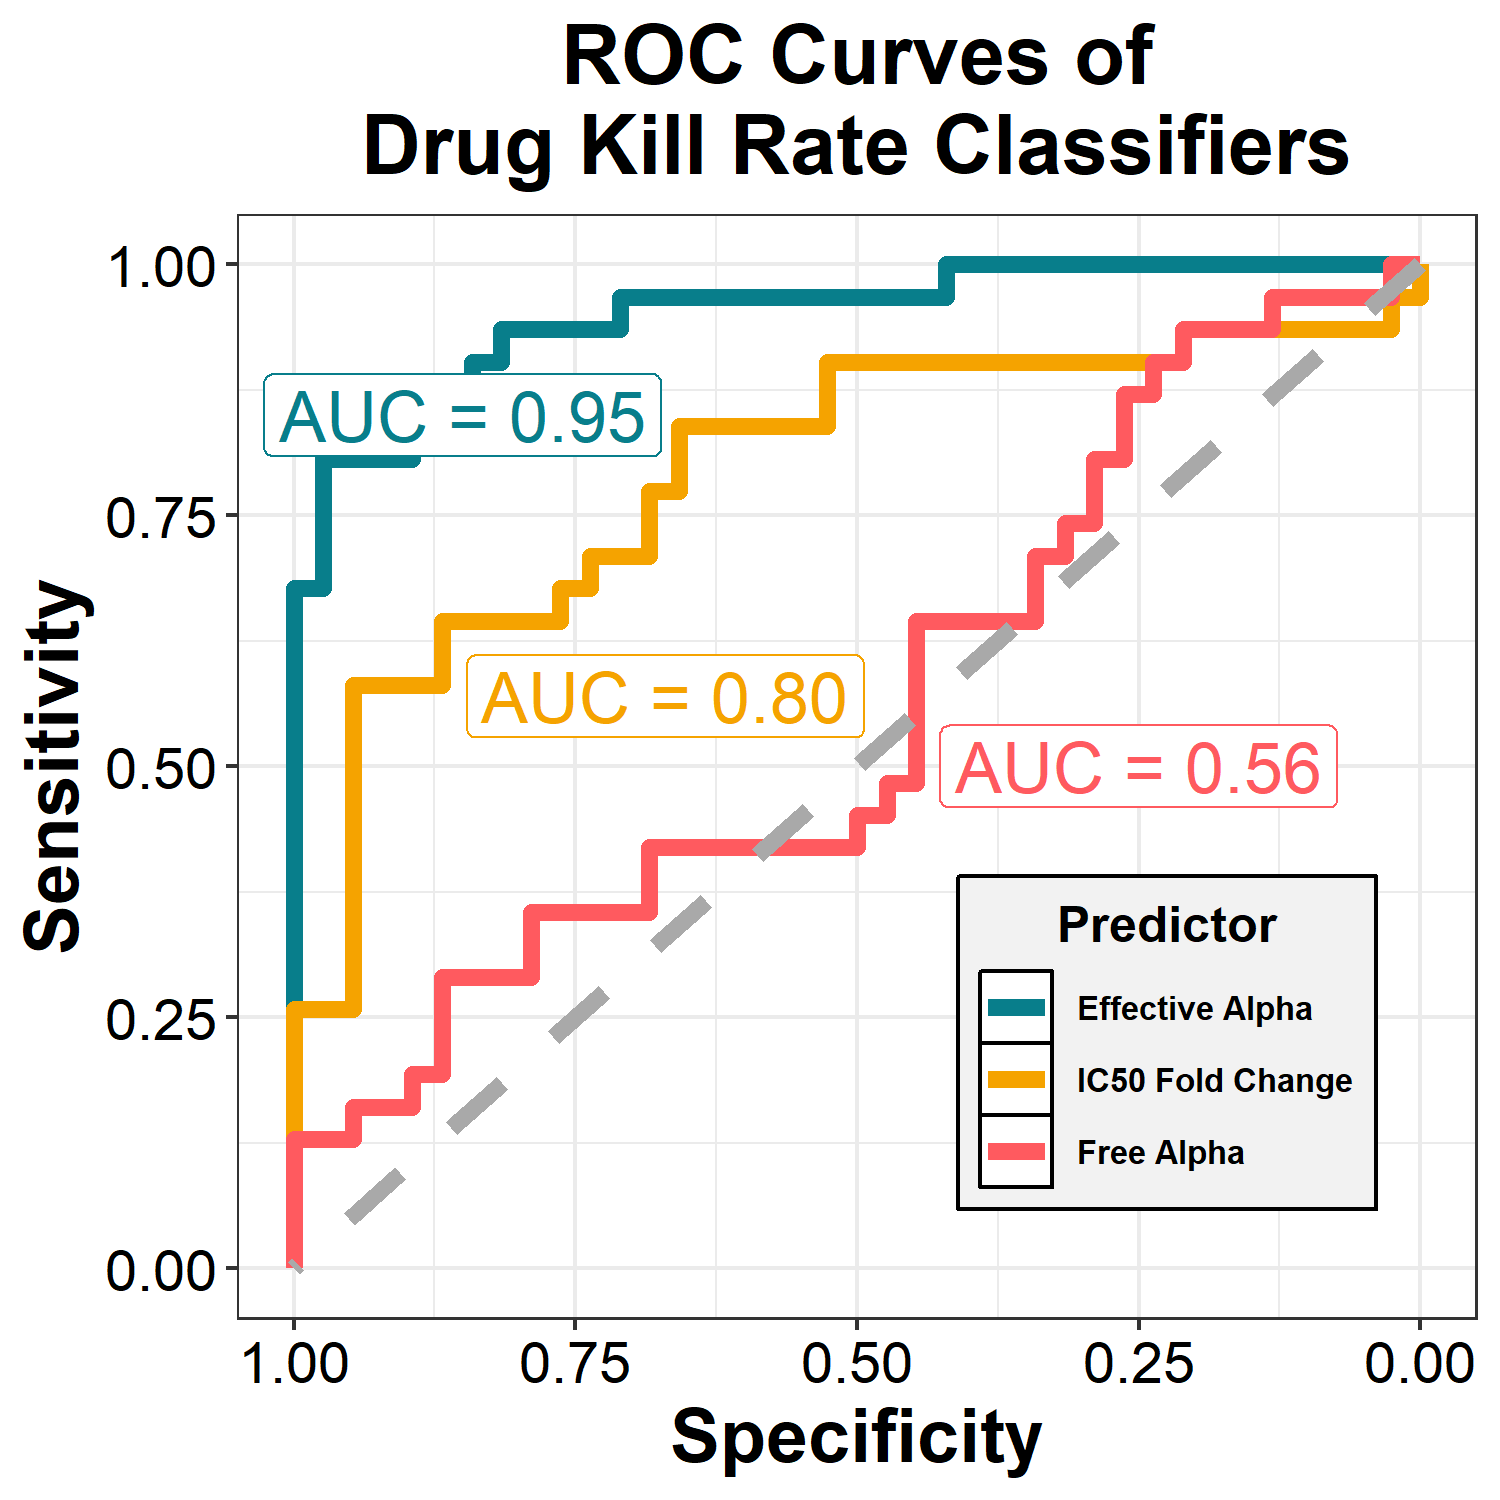 ROC Curves of
Drug Kill Rate Classifiers
Sensitivity
1.00
0.75
0.50
0.25
0.00
AUC = 0.95
AUC = 0.80
AUC = 0.56
Predictor
Effective Alpha
IC50 Fold Change
Free Alpha
1.00
0.75
0.50
0.25
0.00
Specificity